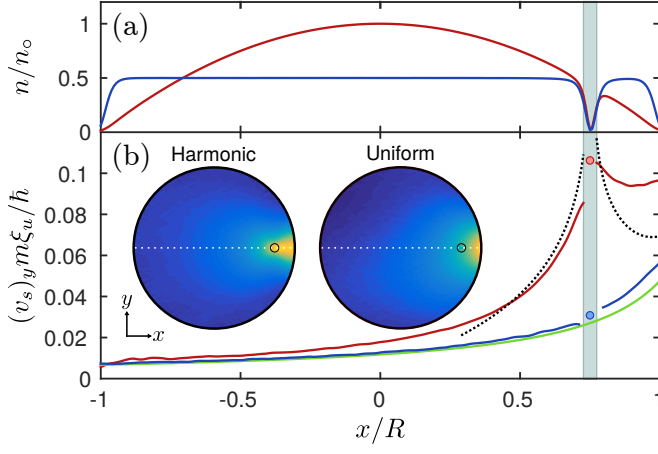 (a)
n/n∘
1
0.5
0
(b)
Harmonic
Uniform
(v_s)_y mξ_u/ħ
0.1
0.08
0.06
0.04
0.02
0
y
x
-1
-0.5
0
0.5
1
x/R